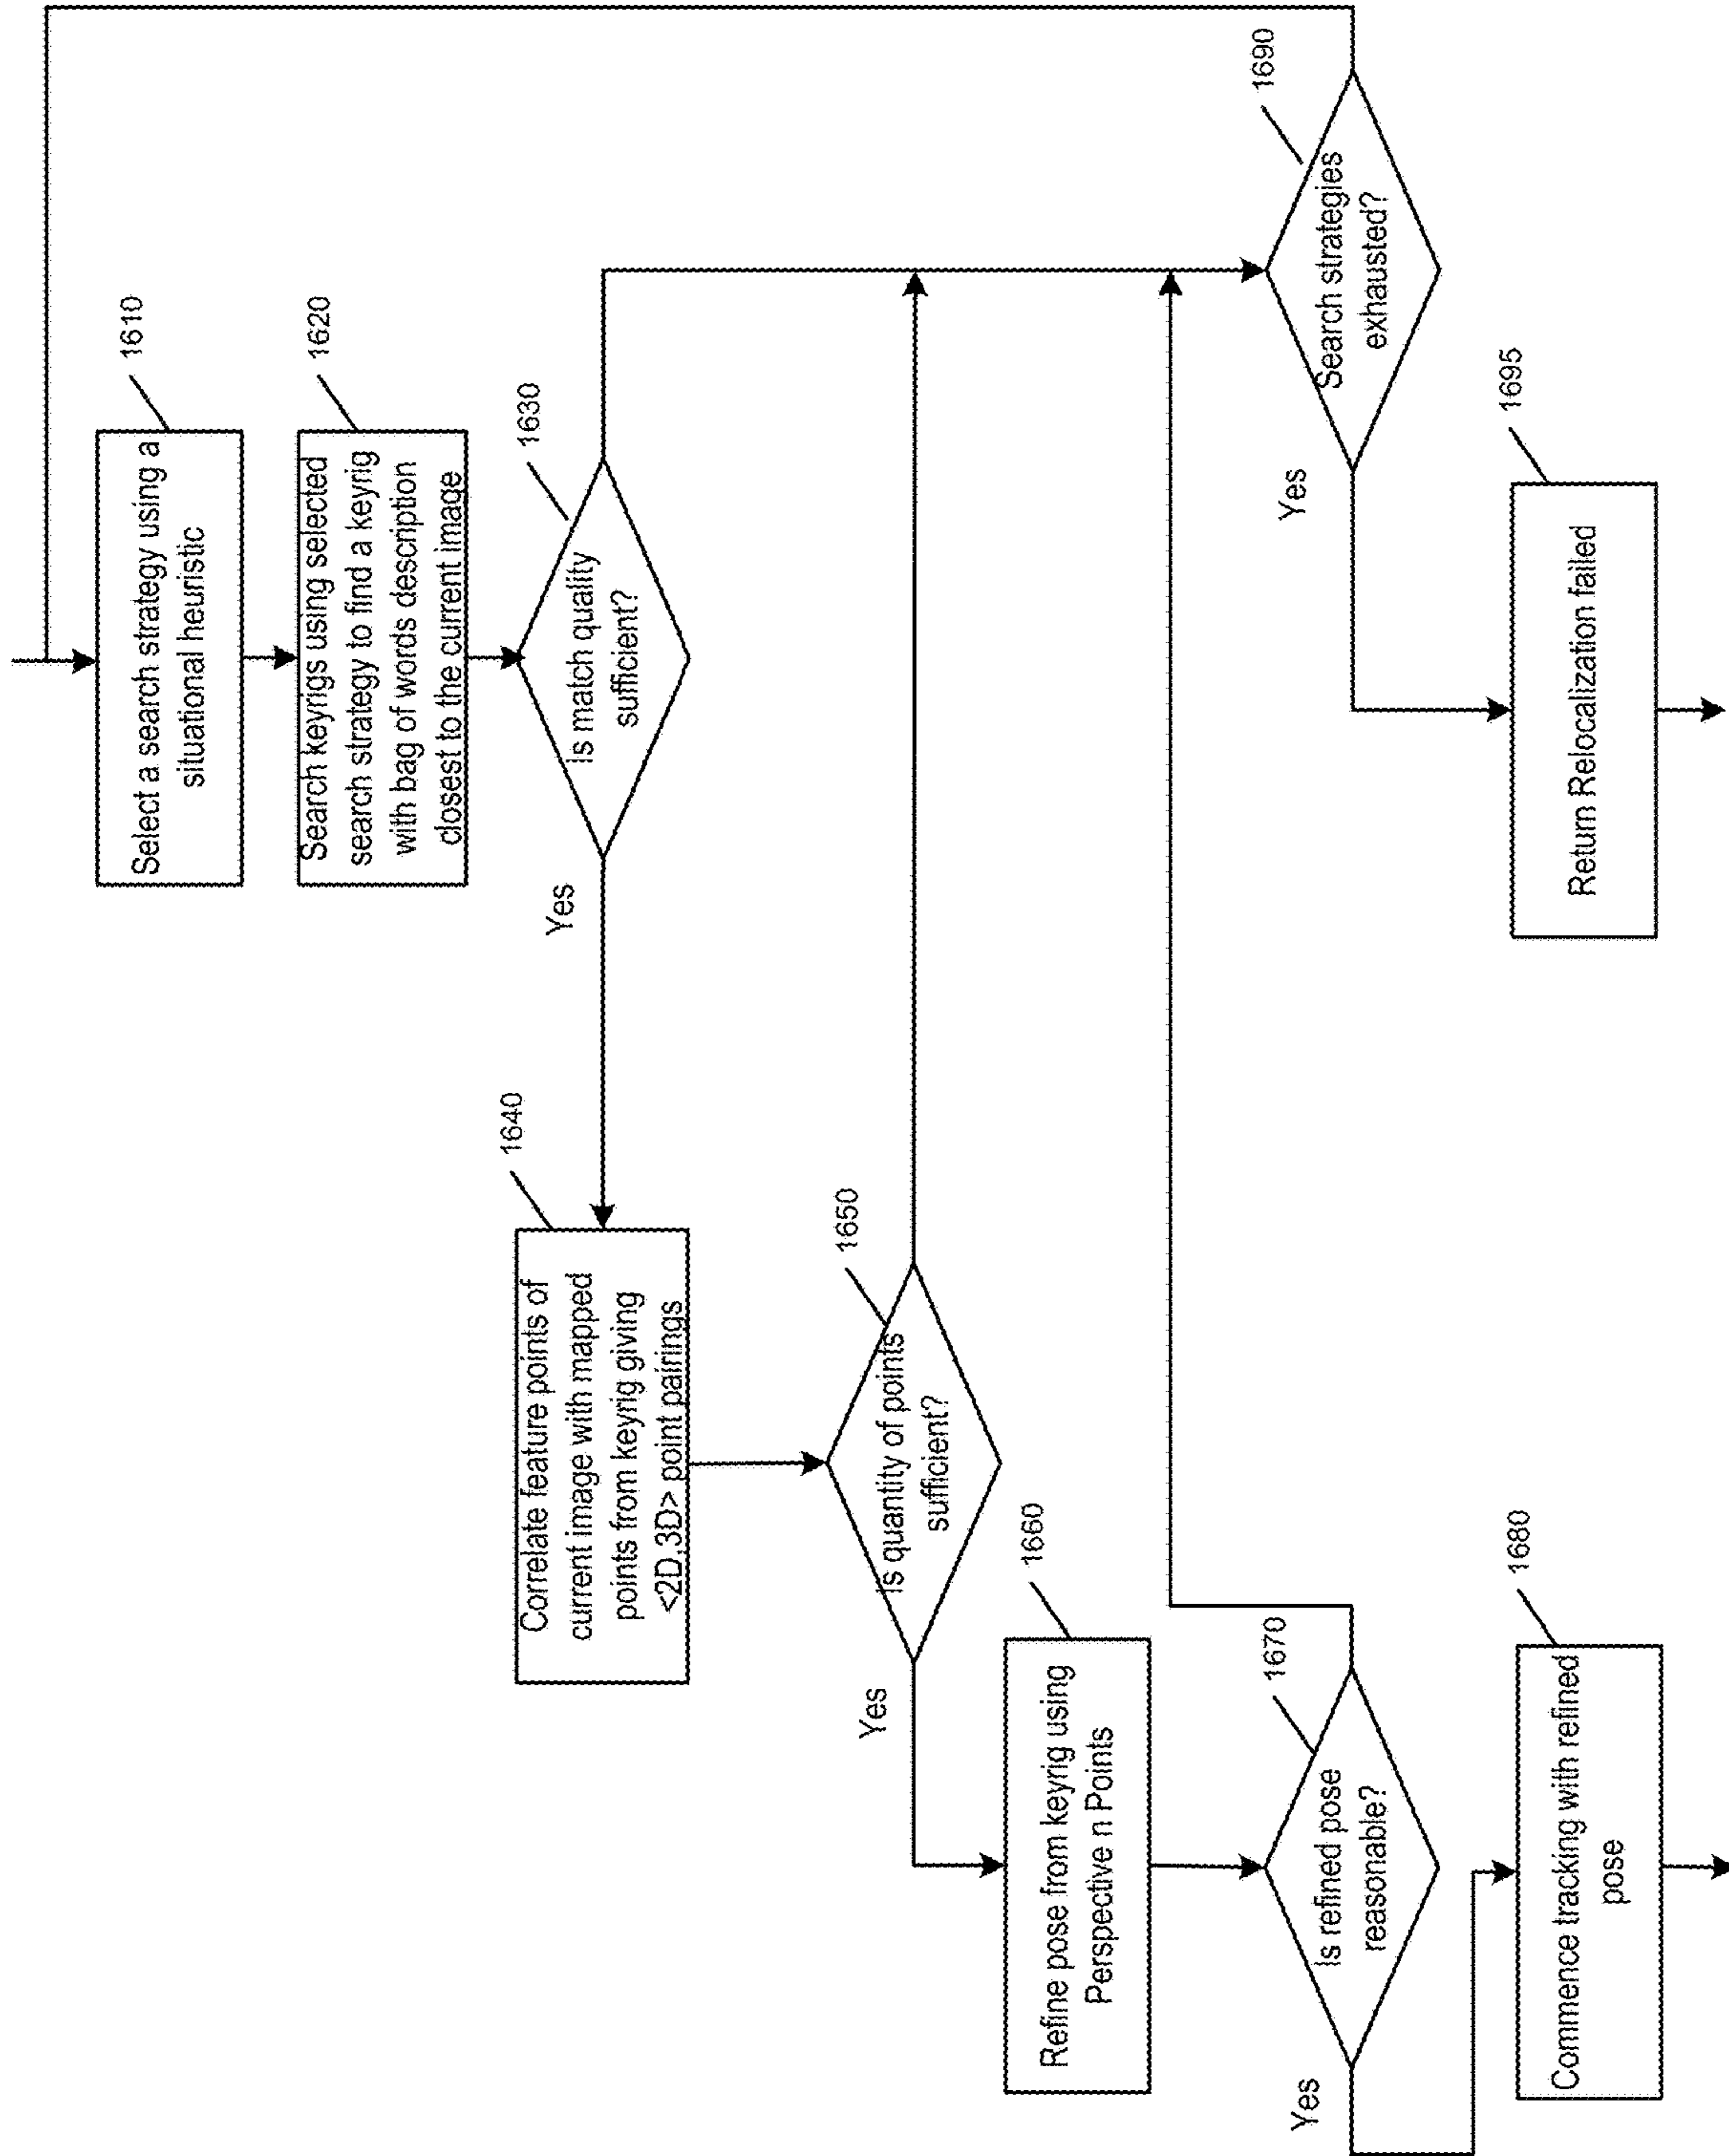 1610
Select a search strategy using a
situational heuristic
1620
Search keyrigs using selected
search strategy to find a keyrig
with bag of words description
closest to the current image
1630
Is match quality
sufficient?
Yes
1640
Correlate feature points of
current image with mapped
points from keyrig giving
<2D,3D> point pairings
1650
Is quantity of points
sufficient?
Yes
1660
Refine pose from keyrig using
Perspective n Points
1670
Is refined pose
reasonable?
Yes
1680
Commence tracking with refined
pose
1690
Search strategies
exhausted?
Yes
1695
Return Relocalization failed